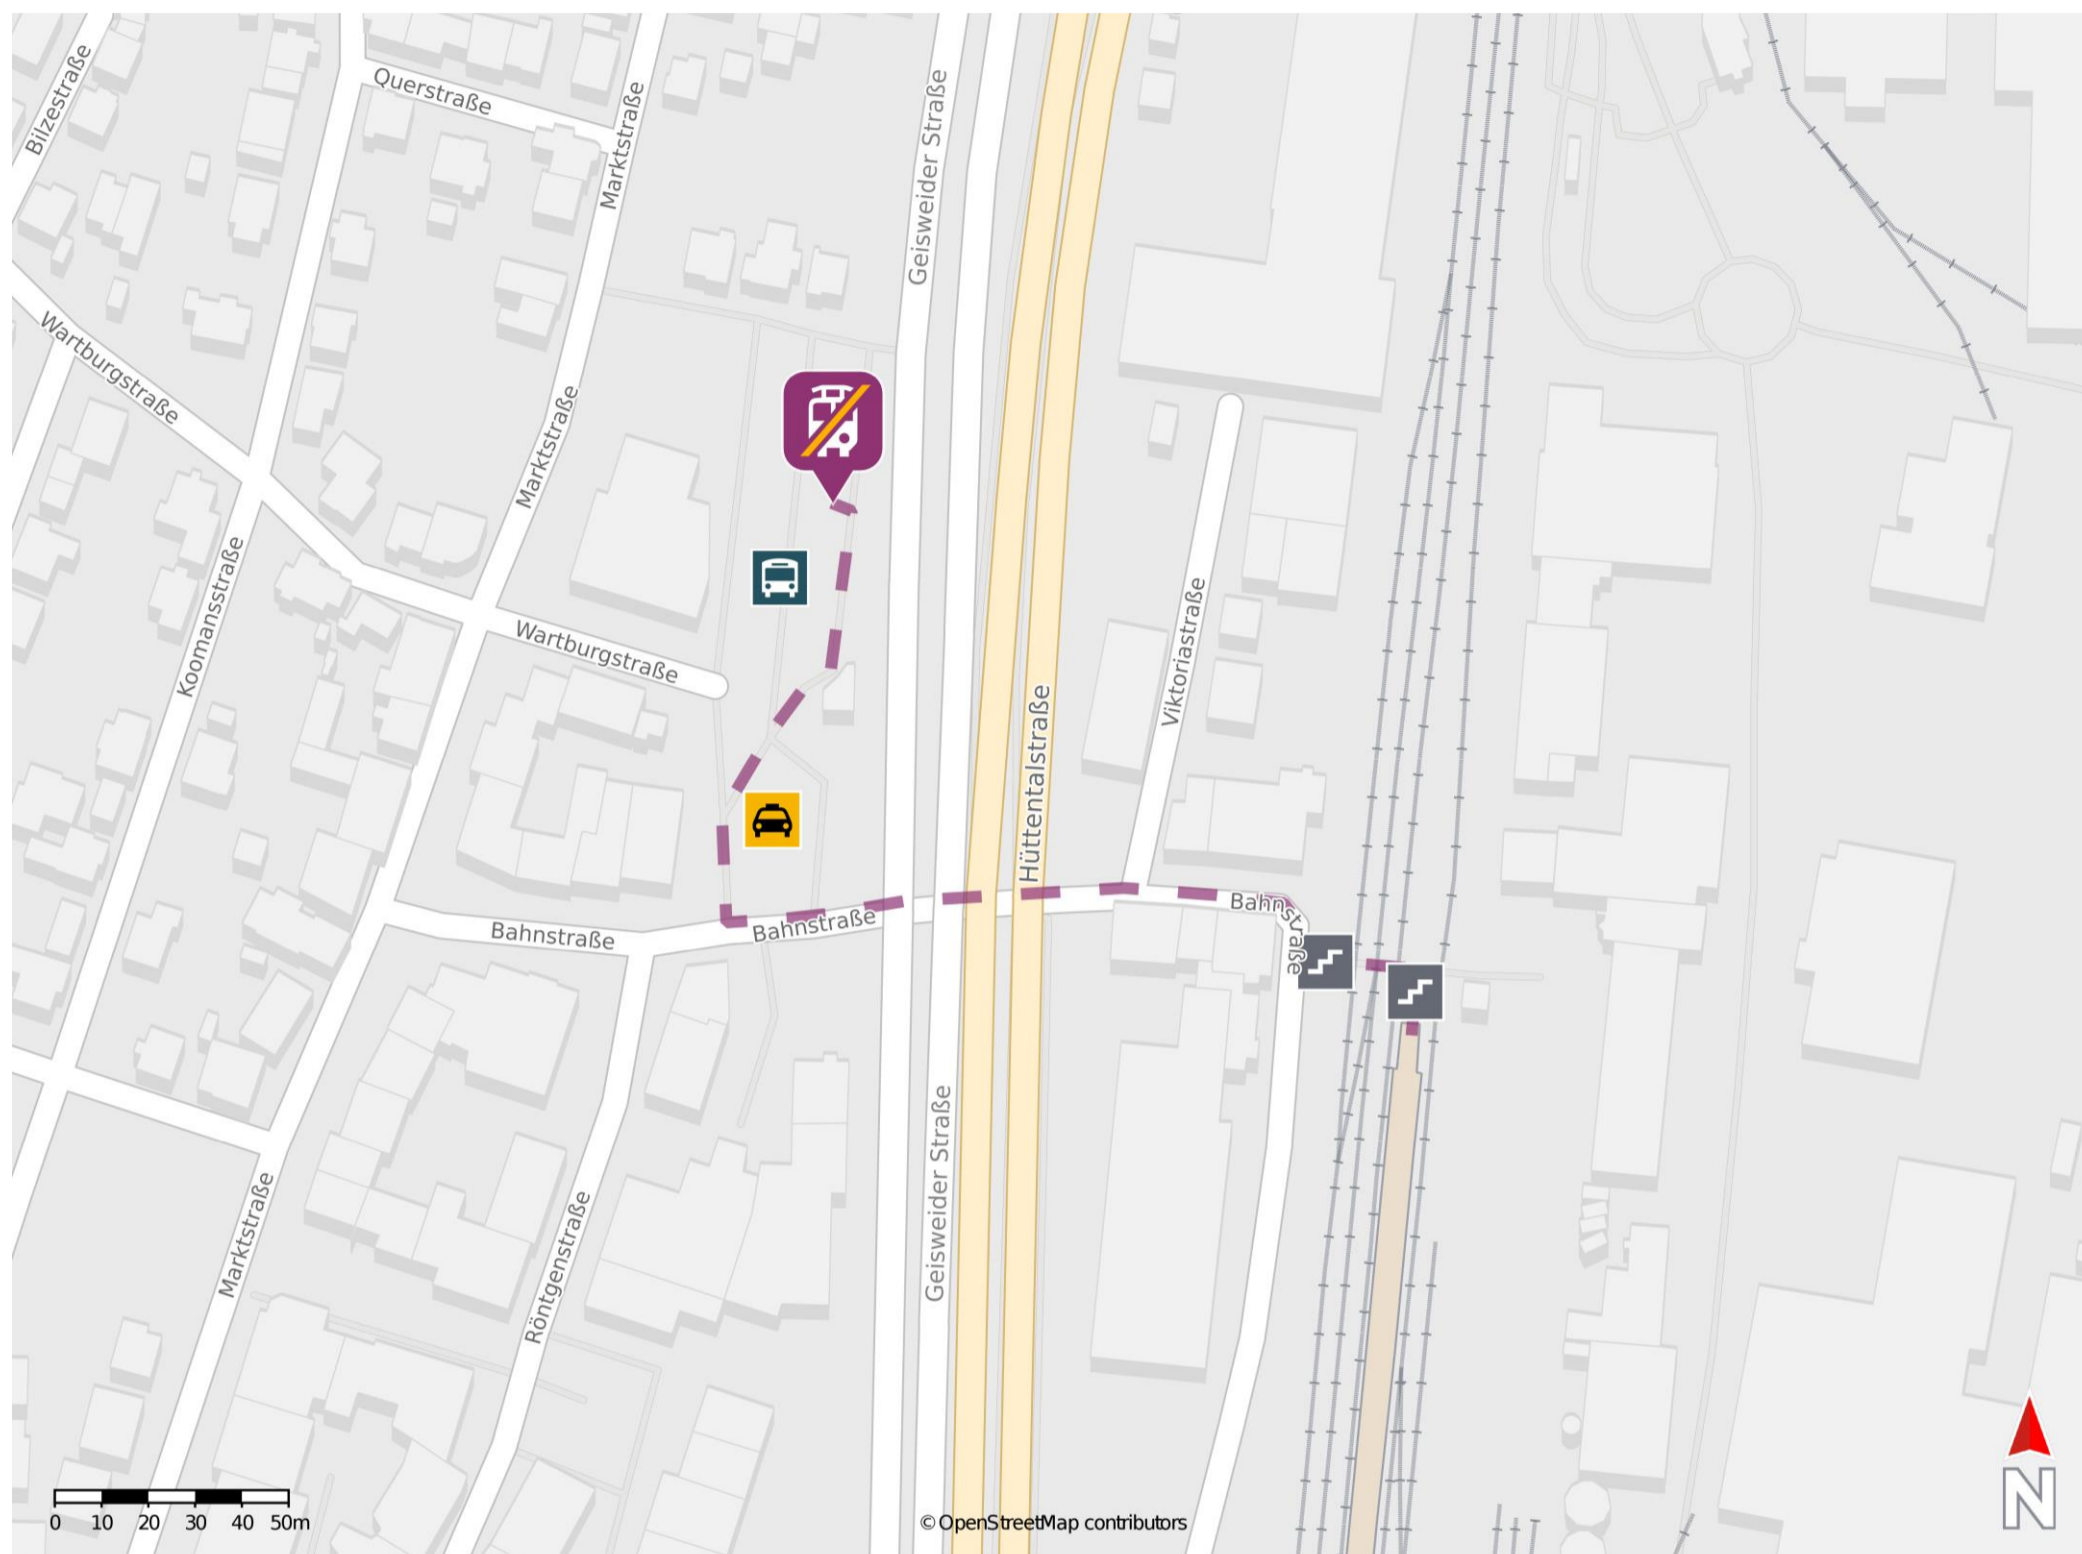 Bilzestraße
Querstraße
Marktstraße
Geisweider Straße
Wartburgstraße
Marktstraße
Koomansstraße
Wartburgstraße
Viktoriastraße
Hüttentalstraße
Bahnstraße
Bahnstraße
Bahnstraße
Geisweider Straße
Marktstraße
Röntgenstraße
0 10 20 30 40 50m
© OpenStreetMap contributors
N